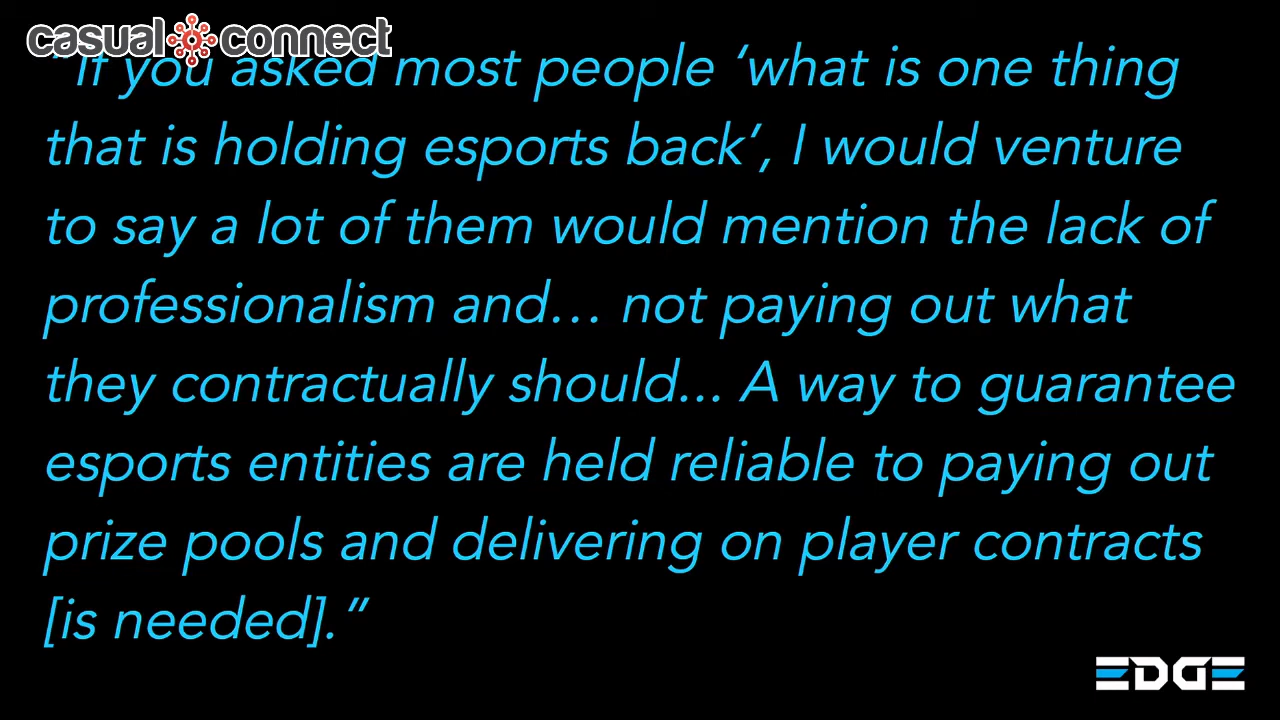 casual connect
“If you asked most people ‘what is one thing
that is holding esports back’, I would venture
to say a lot of them would mention the lack of
professionalism and… not paying out what
they contractually should... A way to guarantee
esports entities are held reliable to paying out
prize pools and delivering on player contracts
[is needed].”
EDGE